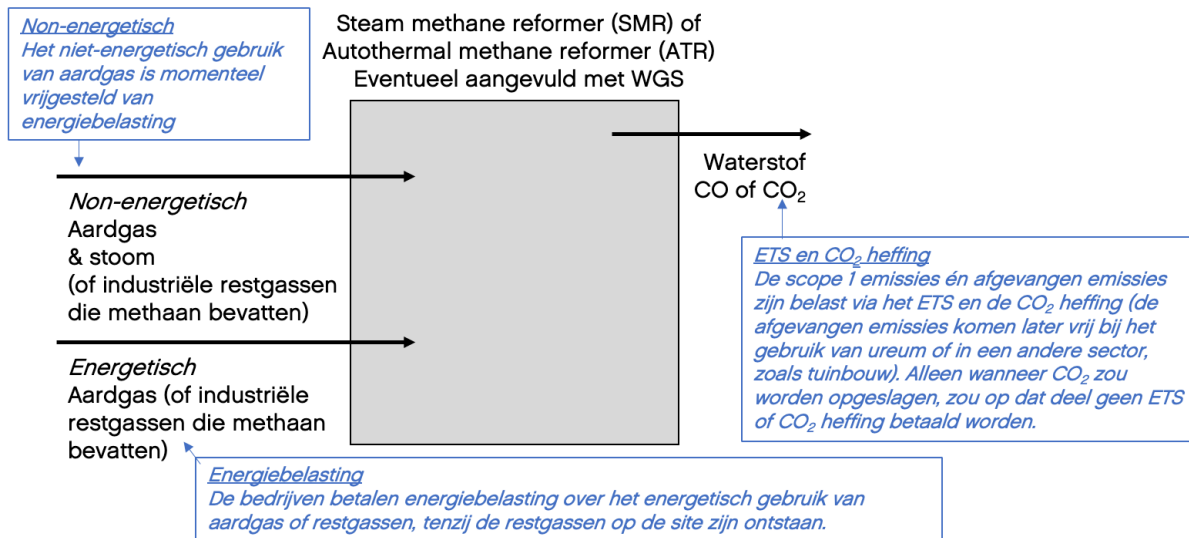 Non-energetisch
Het niet-energetisch gebruik
van aardgas is momenteel
vrijgesteld van
energiebelasting
Steam methane reformer (SMR) of
Autothermal methane reformer (ATR)
Eventueel aangevuld met WGS
Non-energetisch
Aardgas
& stoom
(of industriële restgassen
die methaan bevatten)
Waterstof
CO of CO₂
ETS en CO₂ heffing
De scope 1 emissies én afgevangen emissies
zijn belast via het ETS en de CO₂ heffing (de
afgevangen emissies komen later vrij bij het
gebruik van ureum of in een andere sector,
zoals tuinbouw). Alleen wanneer CO₂ zou
worden opgeslagen, zou op dat deel geen ETS
of CO₂ heffing betaald worden.
Energetisch
Aardgas (of industriële
restgassen die methaan
bevatten)
Energiebelasting
De bedrijven betalen energiebelasting over het energetisch gebruik van
aardgas of restgassen, tenzij de restgassen op de site zijn ontstaan.